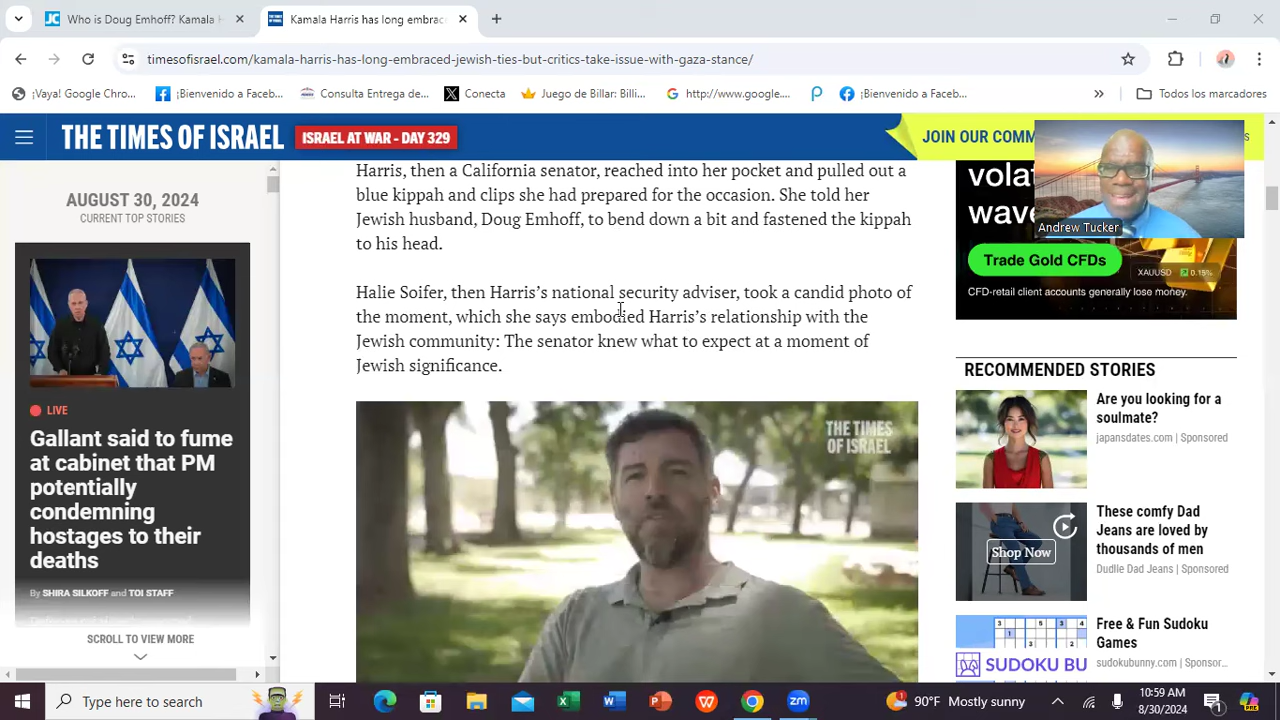 Who is Doug Emhoff? Kamala H
Kamala Harris has long embrac
timesofisrael.com/kamala-harris-has-long-embraced-jewish-ties-but-critics-take-issue-with-gaza-stance/
¡Vaya! Google Chro...
¡Bienvenido a Faceb...
Consulta Entrega de...
Conecta
Juego de Billar: Billi...
http://www.google....
¡Bienvenido a Faceb...
Todos los marcadores
THE TIMES OF ISRAEL
ISRAEL AT WAR - DAY 329
JOIN OUR COMM
AUGUST 30, 2024
CURRENT TOP STORIES
LIVE
Gallant said to fume
at cabinet that PM
potentially
condemning
hostages to their
deaths
By SHIRA SILKOFF and TOI STAFF
SCROLL TO VIEW MORE
Harris, then a California senator, reached into her pocket and pulled out a
blue kippah and clips she had prepared for the occasion. She told her
Jewish husband, Doug Emhoff, to bend down a bit and fastened the kippah
to his head.
Halie Soifer, then Harris’s national security adviser, took a candid photo of
the moment, which she says embodied Harris’s relationship with the
Jewish community: The senator knew what to expect at a moment of
Jewish significance.
THE TIMES
OF ISRAEL
Andrew Tucker
vola
wave
Trade Gold CFDs
XAUUSD 0.15%
RECOMMENDED STORIES
Are you looking for a
soulmate?
japansdates.com | Sponsored
These comfy Dad
Jeans are loved by
thousands of men
Dudlle Dad Jeans | Sponsored
Shop Now
Free & Fun Sudoku
Games
sudokubunny.com | Sponsor...
SUDOKU BU
Type here to search
90°F Mostly sunny
10:59 AM
8/30/2024